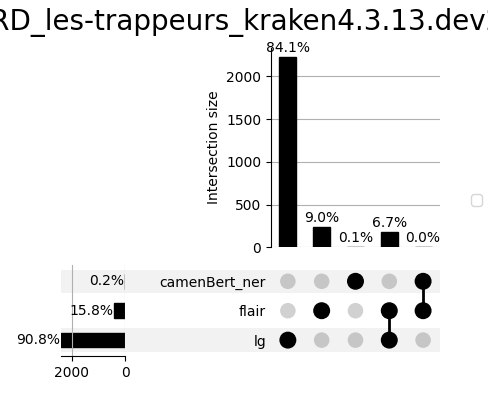 RD_les-trappeurs_kraken4.3.13.dev
84.1%
2000
1500
1000
500
0
Intersection size
9.0%
0.1%
6.7%
0.0%
0.2%
camenBert_ner
15.8%
flair
90.8%
lg
2000 0